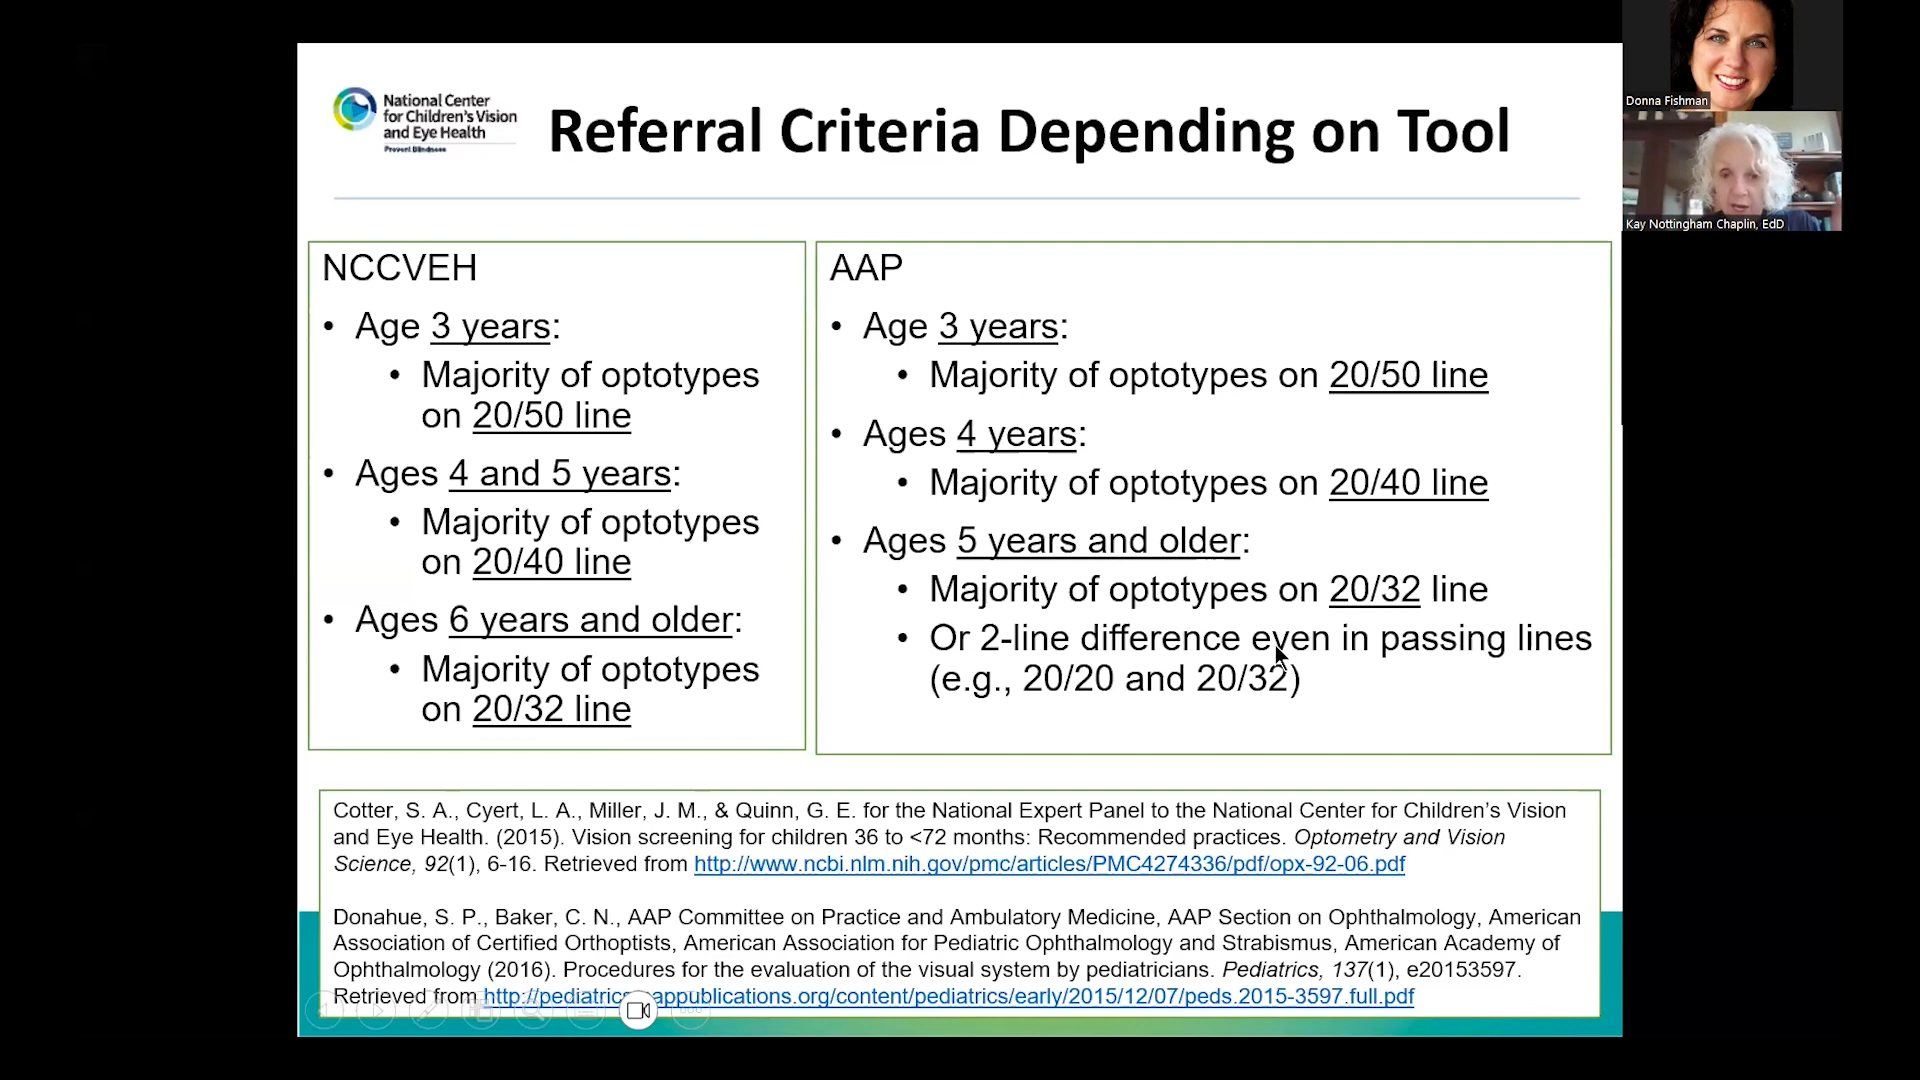 National Center
for Children's Vision
and Eye Health
Prevent Blindness
Referral Criteria Depending on Tool
Donna Fishman
Kay Nottingham Chaplin, EdD
NCCVEH
• Age 3 years:
• Majority of optotypes
on 20/50 line
• Ages 4 and 5 years:
• Majority of optotypes
on 20/40 line
• Ages 6 years and older:
• Majority of optotypes
on 20/32 line
AAP
• Age 3 years:
• Majority of optotypes on 20/50 line
• Ages 4 years:
• Majority of optotypes on 20/40 line
• Ages 5 years and older:
• Majority of optotypes on 20/32 line
• Or 2-line difference even in passing lines
(e.g., 20/20 and 20/32)
Cotter, S. A., Cyert, L. A., Miller, J. M., & Quinn, G. E. for the National Expert Panel to the National Center for Children's Vision
and Eye Health. (2015). Vision screening for children 36 to <72 months: Recommended practices. Optometry and Vision
Science, 92(1), 6-16. Retrieved from http://www.ncbi.nlm.nih.gov/pmc/articles/PMC4274336/pdf/opx-92-06.pdf
Donahue, S. P., Baker, C. N., AAP Committee on Practice and Ambulatory Medicine, AAP Section on Ophthalmology, American
Association of Certified Orthoptists, American Association for Pediatric Ophthalmology and Strabismus, American Academy of
Ophthalmology (2016). Procedures for the evaluation of the visual system by pediatricians. Pediatrics, 137(1), e20153597.
Retrieved from http://pediatrics.aappublications.org/content/pediatrics/early/2015/12/07/peds.2015-3597.full.pdf